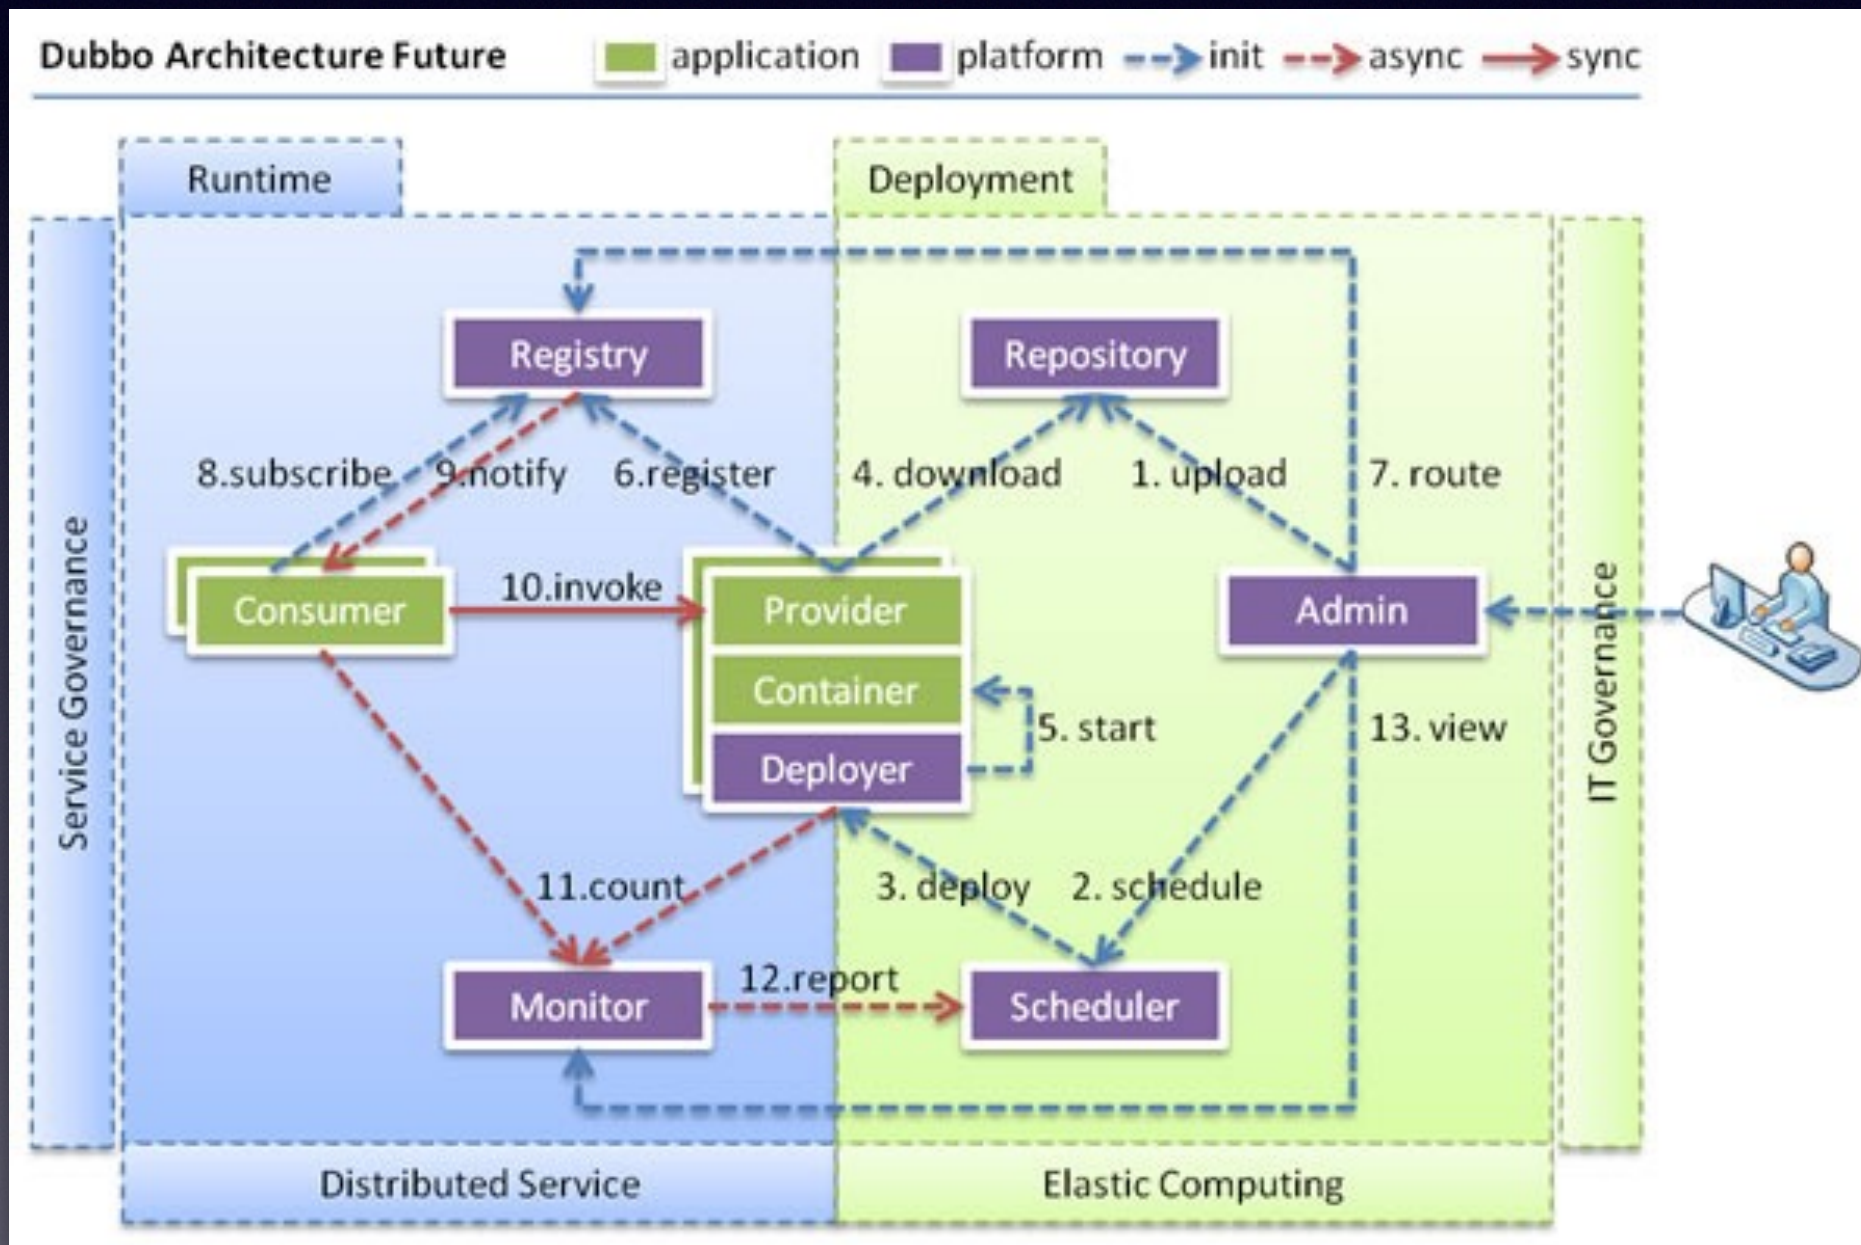 Dubbo Architecture Future
application
platform
init
async
sync
Runtime
Deployment
Service Governance
IT Governance
Registry
Repository
8.subscribe
9.notify
6.register
4. download
1. upload
7. route
Consumer
10.invoke
Provider
Admin
Container
5. start
13. view
Deployer
11.count
3. deploy
2. schedule
12.report
Monitor
Scheduler
Distributed Service
Elastic Computing